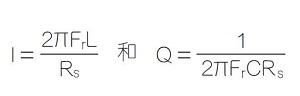 I = 2πFrL / Rs 和 Q = 1 / 2πFrCRs